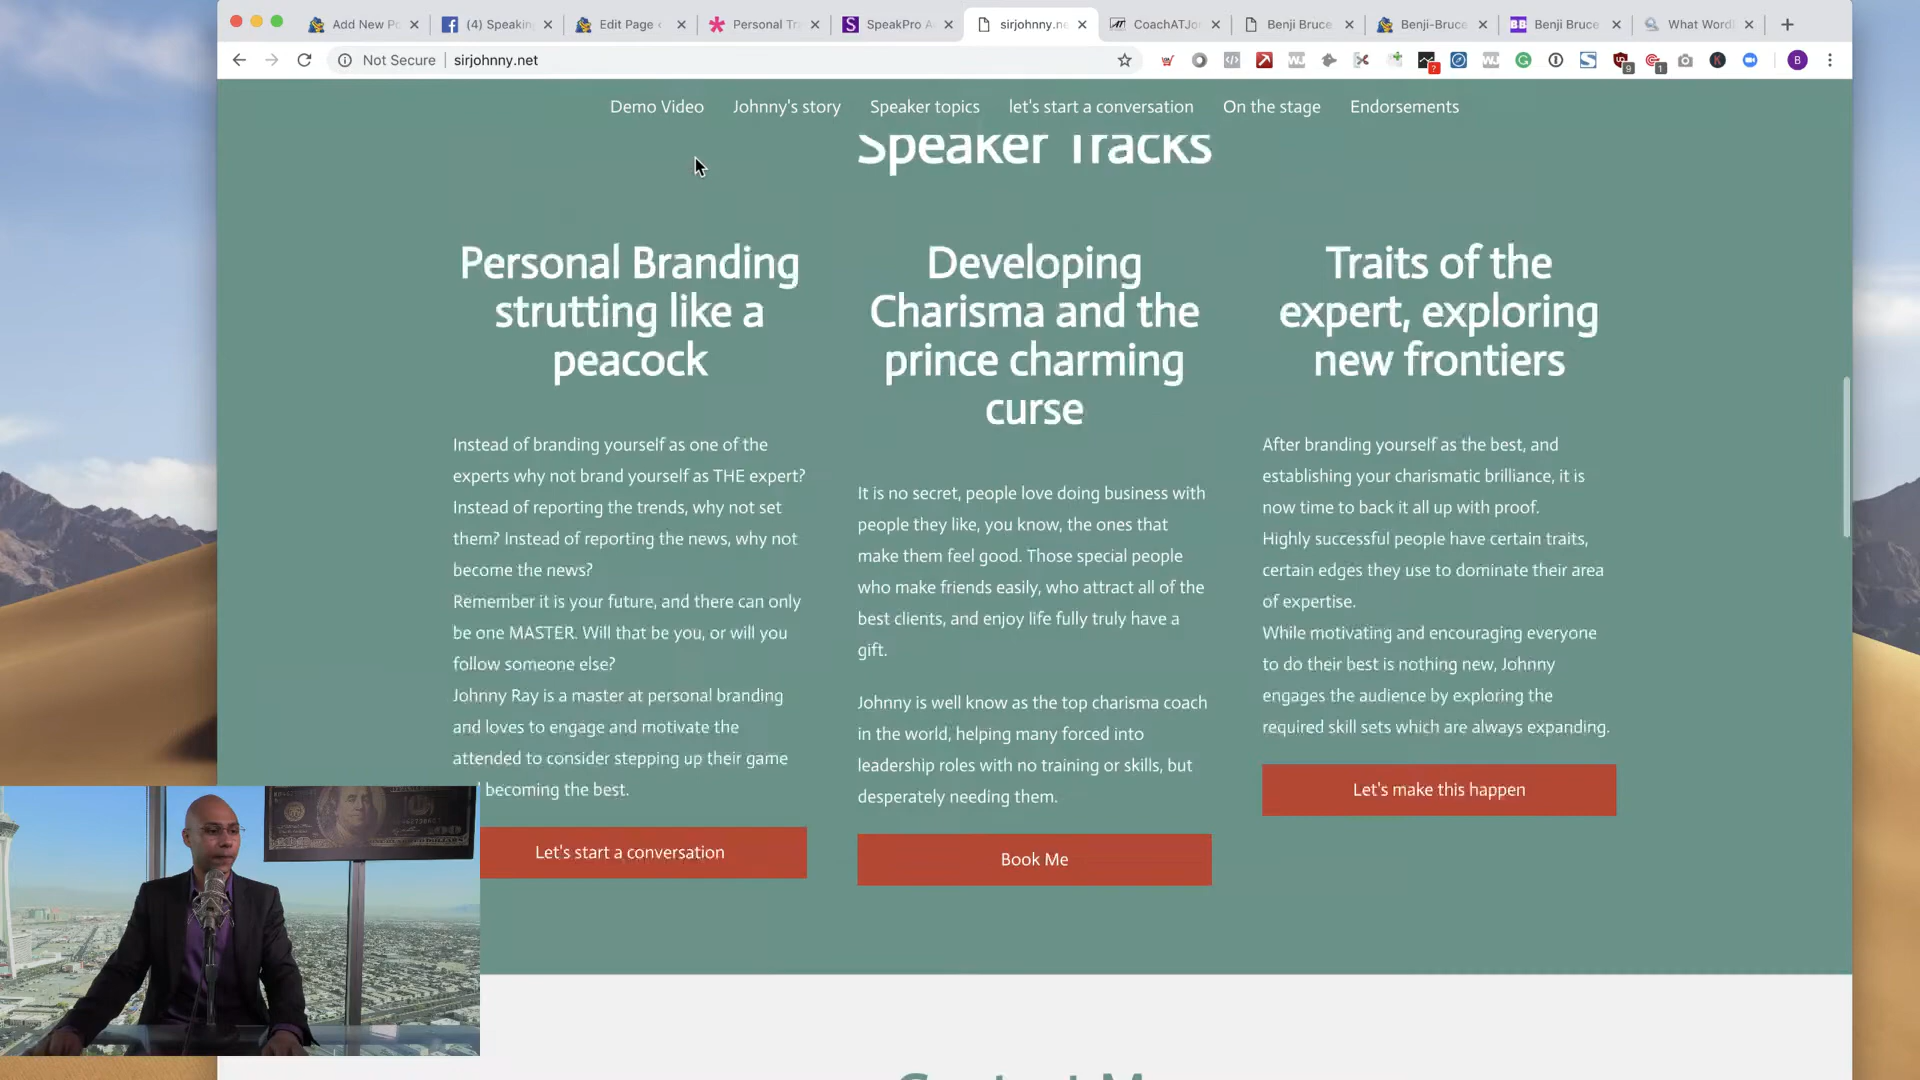 Add New Po
(4) Speaking
Edit Page
Personal Tr
SpeakPro A
sirjohnny.ne
CoachATJo
Benji Bruce
Benji-Bruce
Benji Bruce
What Word
Not Secure
sirjohnny.net
Demo Video
Johnny's story
Speaker topics
let's start a conversation
On the stage
Endorsements
Speaker Tracks
Personal Branding
strutting like a
peacock
Instead of branding yourself as one of the
experts why not brand yourself as THE expert?
Instead of reporting the trends, why not set
them? Instead of reporting the news, why not
become the news?
Remember it is your future, and there can only
be one MASTER. Will that be you, or will you
follow someone else?
Johnny Ray is a master at personal branding
and loves to engage and motivate the
attended to consider stepping up their game
becoming the best.
Let's start a conversation
Developing
Charisma and the
prince charming
curse
It is no secret, people love doing business with
people they like, you know, the ones that
make them feel good. Those special people
who make friends easily, who attract all of the
best clients, and enjoy life fully truly have a
gift.
Johnny is well know as the top charisma coach
in the world, helping many forced into
leadership roles with no training or skills, but
desperately needing them.
Book Me
Traits of the
expert, exploring
new frontiers
After branding yourself as the best, and
establishing your charismatic brilliance, it is
now time to back it all up with proof.
Highly successful people have certain traits,
certain edges they use to dominate their area
of expertise.
While motivating and encouraging everyone
to do their best is nothing new, Johnny
engages the audience by exploring the
required skill sets which are always expanding.
Let's make this happen